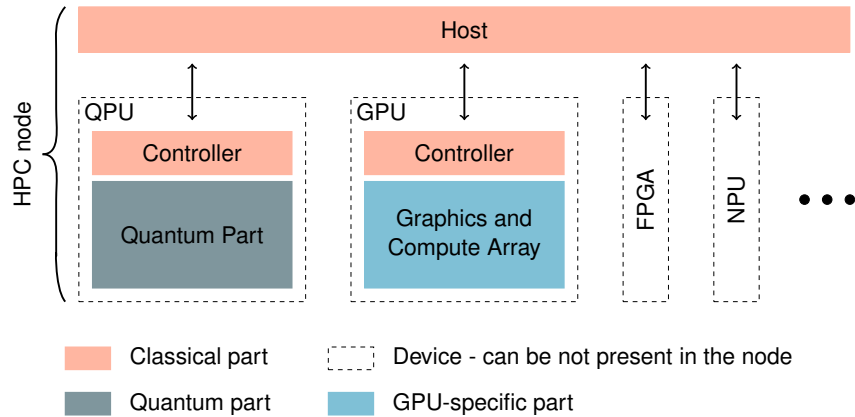 Host
HPC node
QPU
Controller
Quantum Part
GPU
Controller
Graphics and
Compute Array
FPGA
NPU
Classical part
Device - can be not present in the node
Quantum part
GPU-specific part